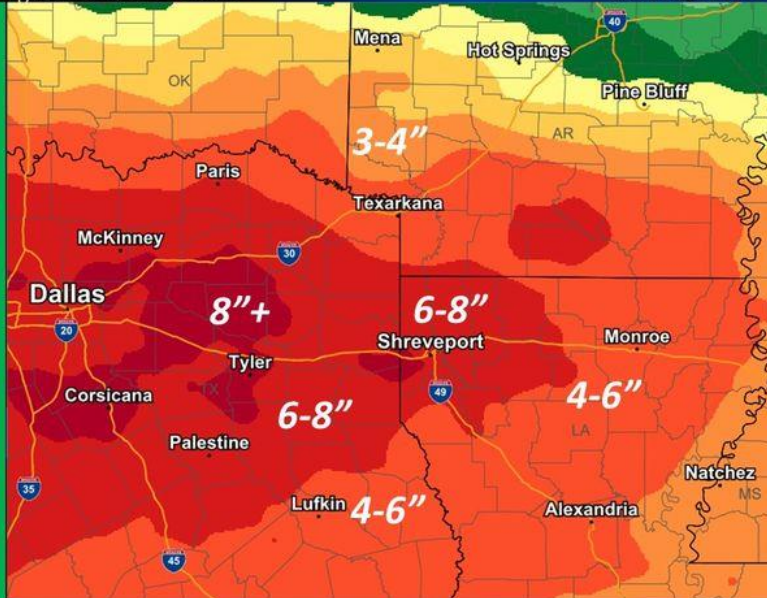 40
Mena
Hot Springs
OK
Pine Bluff
3-4”
AR
Paris
Texarkana
McKinney
30
Dallas
8”+
6-8”
20
Shreveport
Monroe
Tyler
TX
49
Corsicana
6-8”
4-6”
LA
Palestine
Natchez
35
MS
Lufkin
4-6”
Alexandria
45